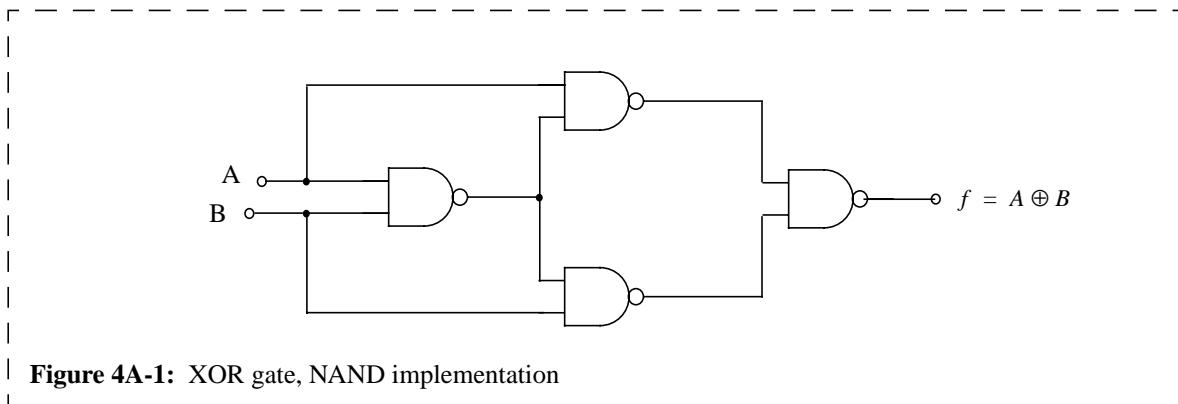 A
B
f = A ⊕ B
Figure 4A-1: XOR gate, NAND implementation